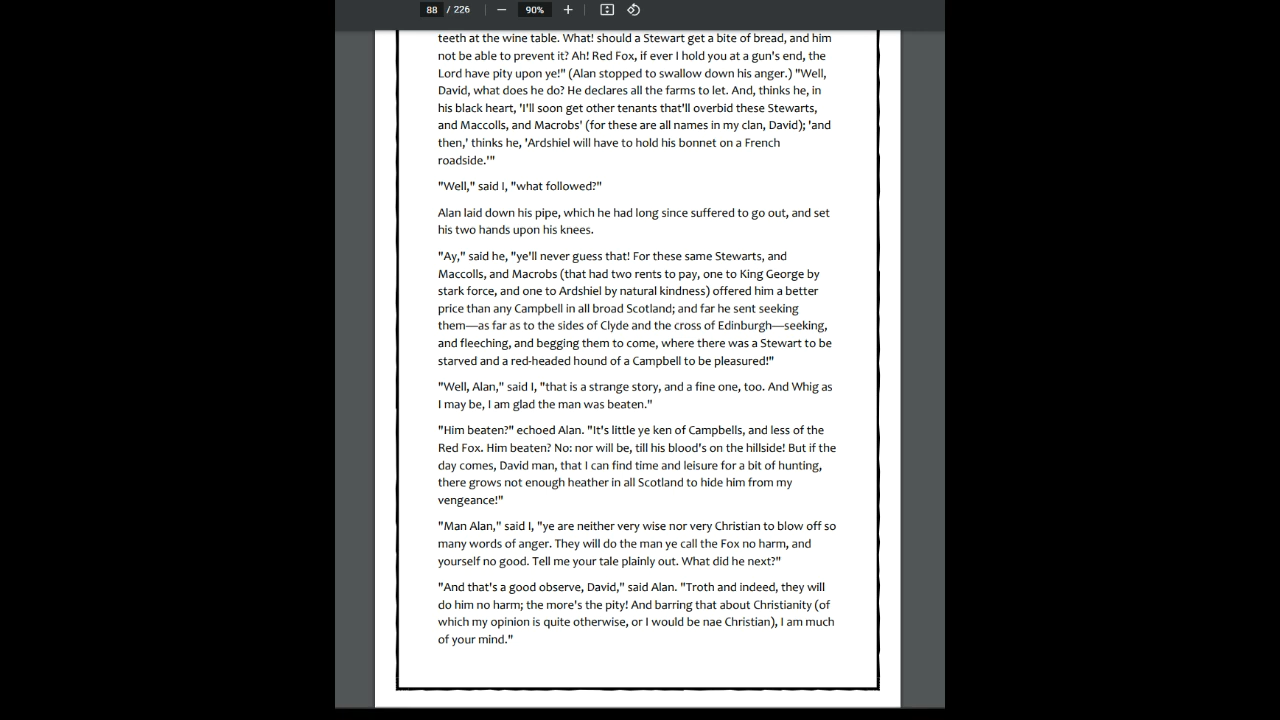 88 / 226 90%
teeth at the wine table. What! should a Stewart get a bite of bread, and him
not be able to prevent it? Ah! Red Fox, if ever I hold you at a gun's end, the
Lord have pity upon ye!" (Alan stopped to swallow down his anger.) "Well,
David, what does he do? He declares all the farms to let. And, thinks he, in
his black heart, 'I'll soon get other tenants that'll overbid these Stewarts,
and Maccolls, and Macrobs' (for these are all names in my clan, David); 'and
then,' thinks he, 'Ardshiel will have to hold his bonnet on a French
roadside.'"
"Well," said I, "what followed?"
Alan laid down his pipe, which he had long since suffered to go out, and set
his two hands upon his knees.
"Ay," said he, "ye'll never guess that! For these same Stewarts, and
Maccolls, and Macrobs (that had two rents to pay, one to King George by
stark force, and one to Ardshiel by natural kindness) offered him a better
price than any Campbell in all broad Scotland; and far he sent seeking
them—as far as to the sides of Clyde and the cross of Edinburgh—seeking,
and fleeching, and begging them to come, where there was a Stewart to be
starved and a red-headed hound of a Campbell to be pleasured!"
"Well, Alan," said I, "that is a strange story, and a fine one, too. And Whig as
I may be, I am glad the man was beaten."
"Him beaten?" echoed Alan. "It's little ye ken of Campbells, and less of the
Red Fox. Him beaten? No: nor will be, till his blood's on the hillside! But if the
day comes, David man, that I can find time and leisure for a bit of hunting,
there grows not enough heather in all Scotland to hide him from my
vengeance!"
"Man Alan," said I, "ye are neither very wise nor very Christian to blow off so
many words of anger. They will do the man ye call the Fox no harm, and
yourself no good. Tell me your tale plainly out. What did he next?"
"And that's a good observe, David," said Alan. "Troth and indeed, they will
do him no harm; the more's the pity! And barring that about Christianity (of
which my opinion is quite otherwise, or I would be nae Christian), I am much
of your mind."